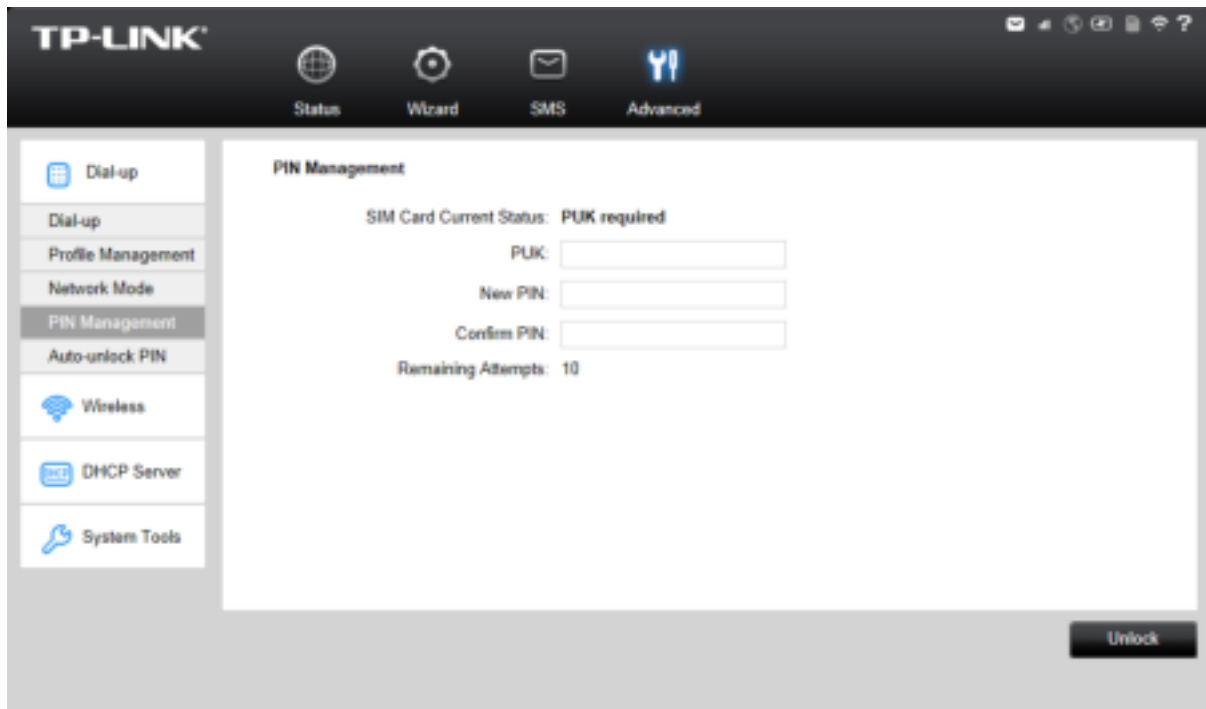 TP-LINK
?
Status Wizard SMS Advanced
Dial-up
Dial-up
Profile Management
Network Mode
PIN Management
Auto-unlock PIN
Wireless
DHCP DHCP Server
System Tools
PIN Management
SIM Card Current Status: PUK required
PUK:
New PIN:
Confirm PIN:
Remaining Attempts: 10
Unlock